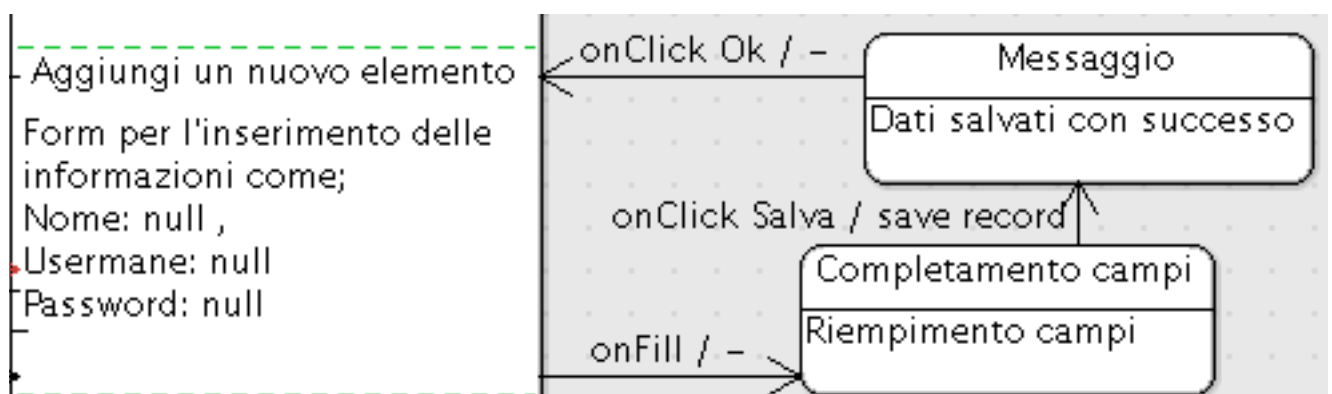 Aggiungi un nuovo elemento
Form per l'inserimento delle
informazioni come;
Nome: null ,
Usermane: null
Password: null
onClick Ok / -
Messaggio
Dati salvati con successo
onClick Salva / save record
Completamento campi
Riempimento campi
onFill / -